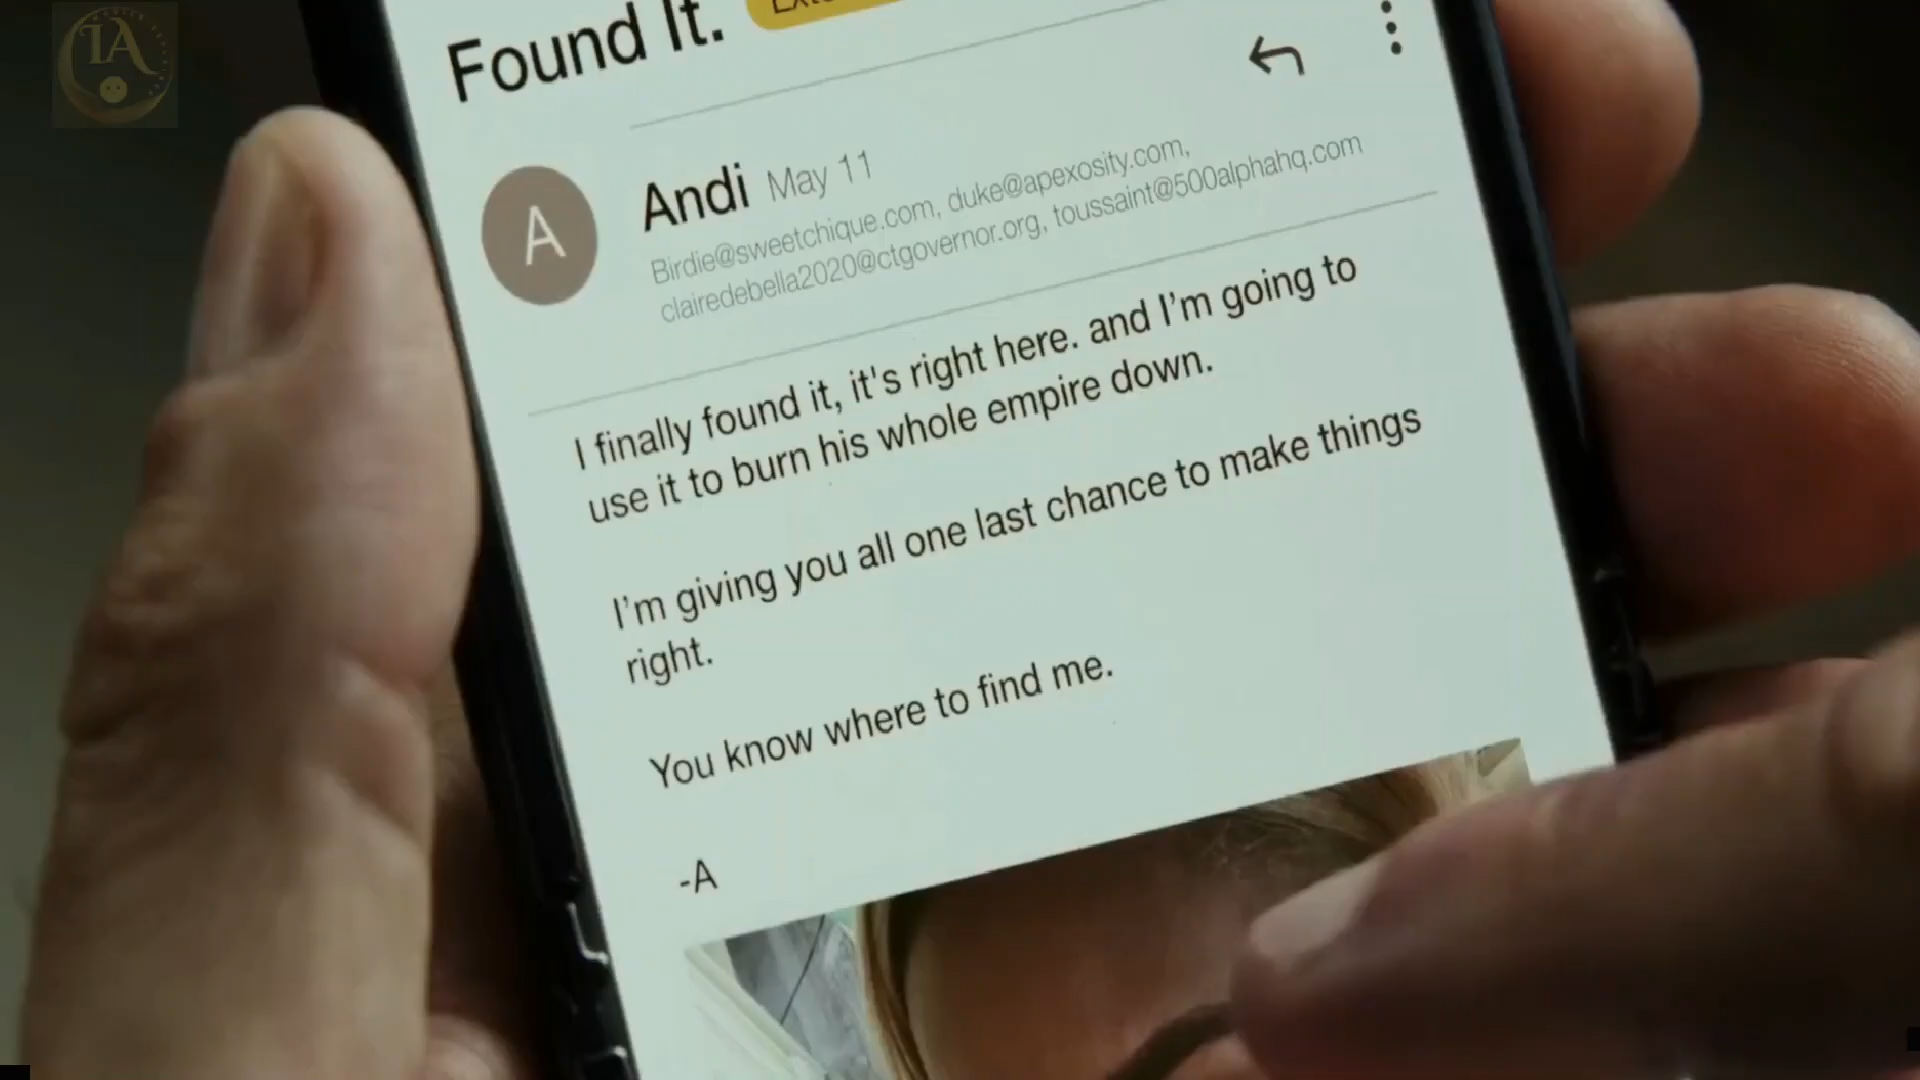 Found It.
Andi May 11
Birdie@sweetchique.com, duke@apexosity.com,
clairedebella2020@ctgovernor.org, toussaint@500alphahq.com
A
I finally found it, it's right here. and I'm going to
use it to burn his whole empire down.
I'm giving you all one last chance to make things
right.
You know where to find me.
-A